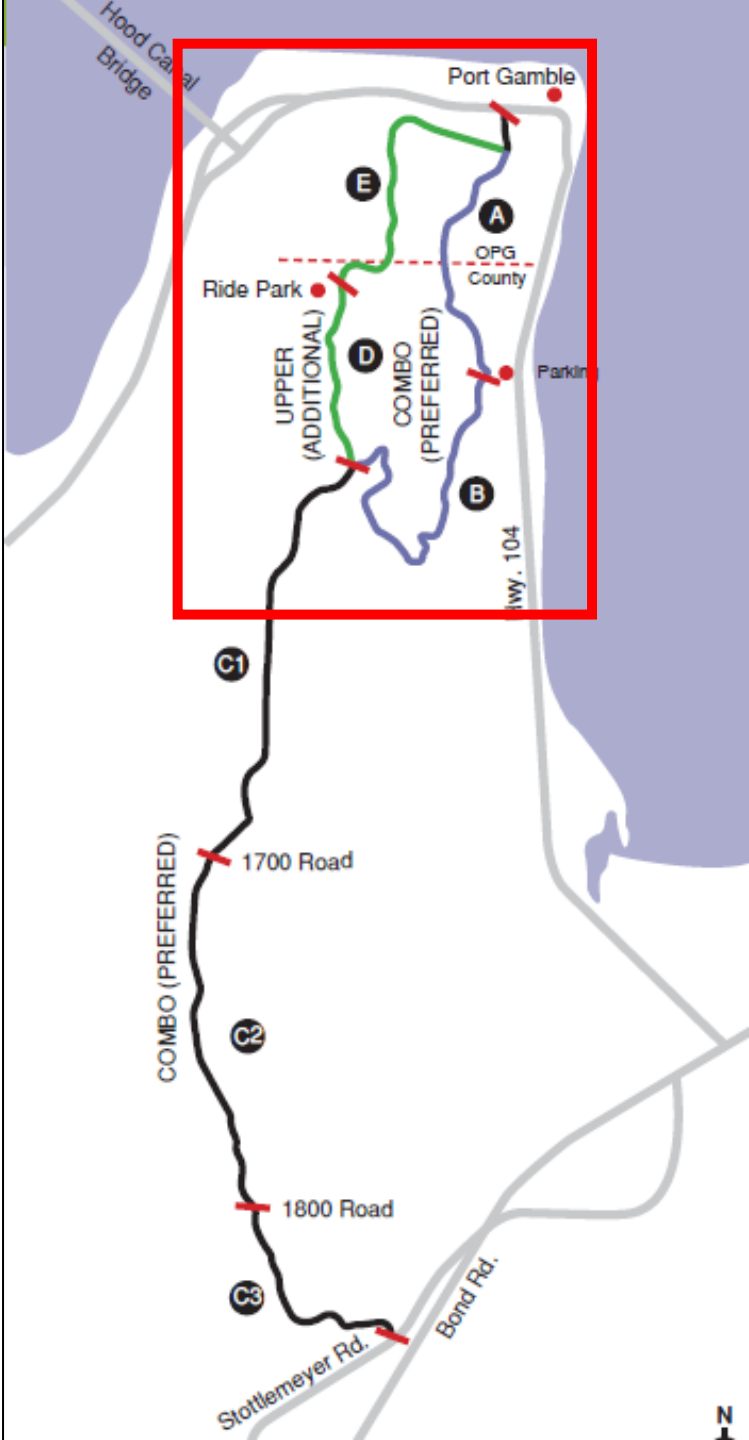 Hood Canal
Bridge
Port Gamble
E
A
OPG
County
Ride Park
UPPER
(ADDITIONAL)
D
COMBO
(PREFERRED)
Parking
B
Hwy. 104
C1
1700 Road
COMBO (PREFERRED)
C2
1800 Road
C3
Stottlemeyer Rd.
Bond Rd.
N